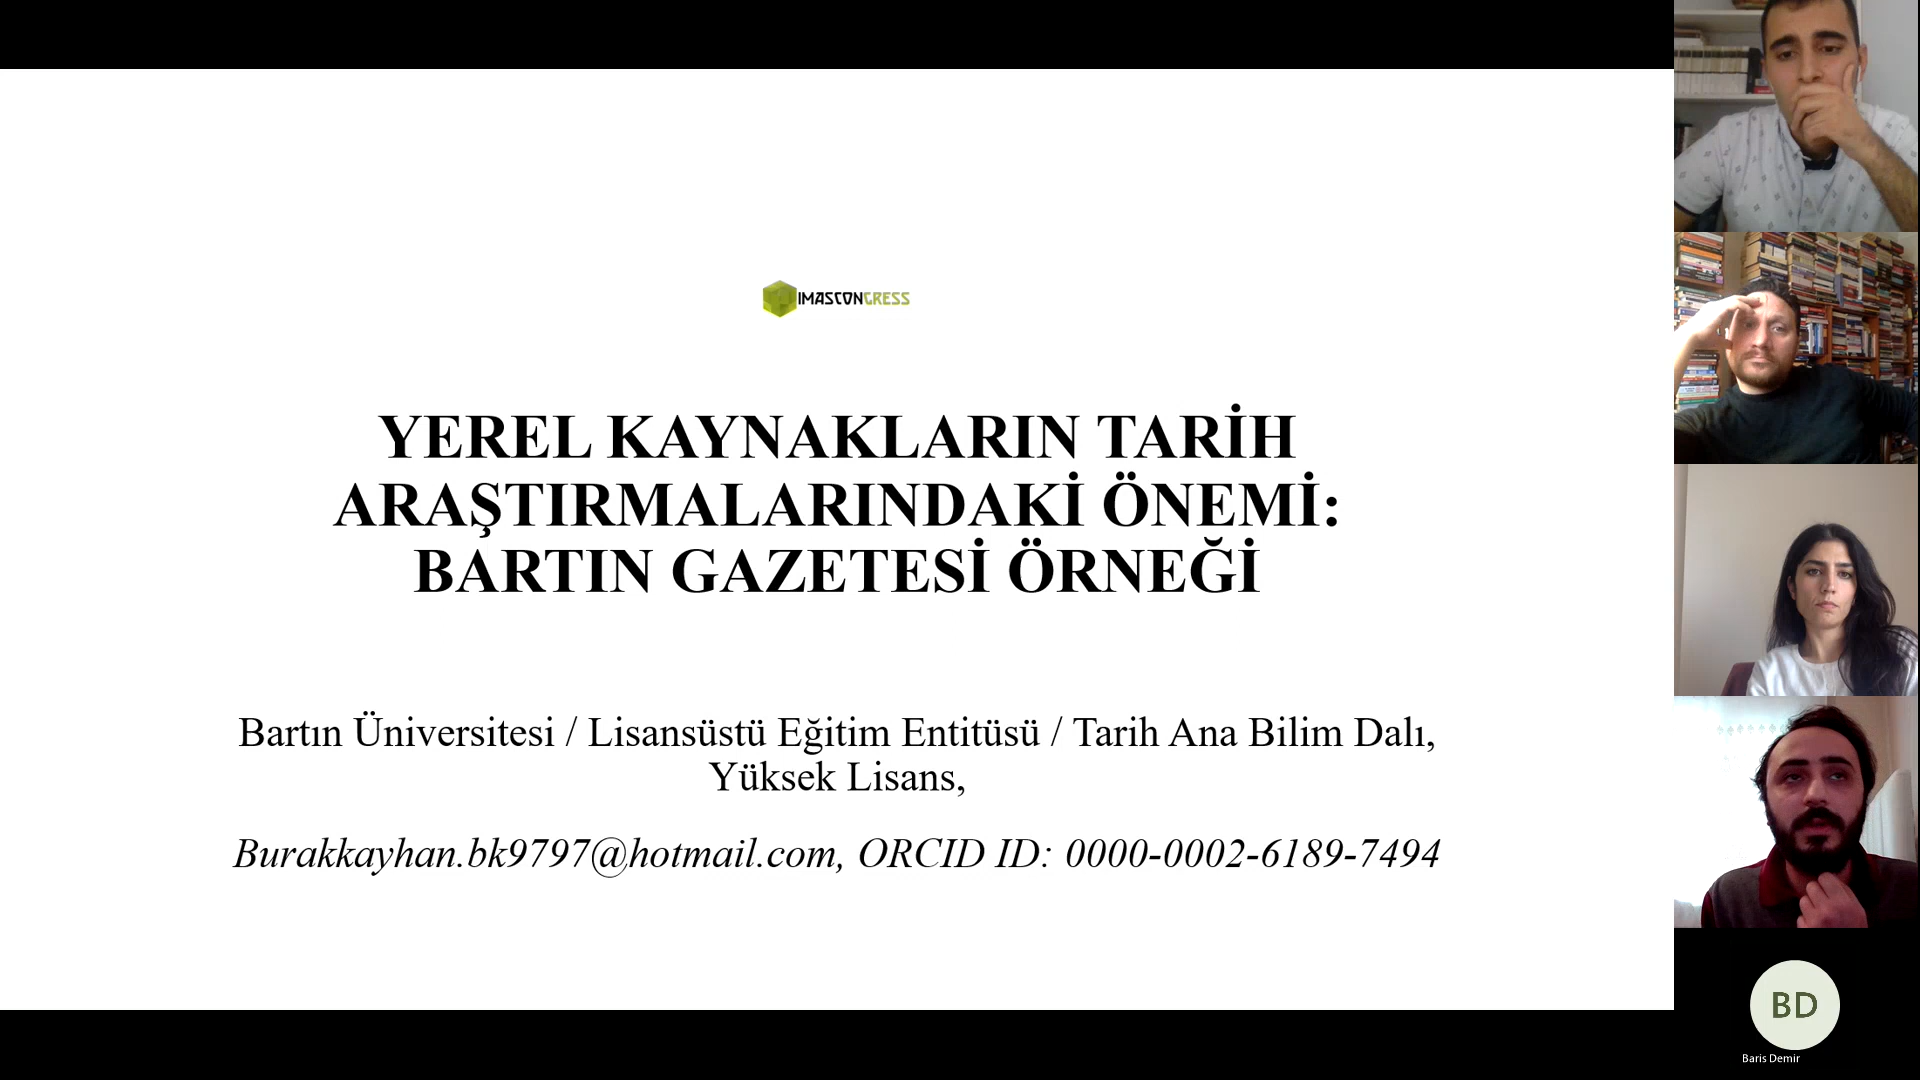 IMASCONGRESS
YEREL KAYNAKLARIN TARİH
ARAŞTIRMALARINDAKİ ÖNEMİ:
BARTIN GAZETESİ ÖRNEĞİ
Bartın Üniversitesi / Lisansüstü Eğitim Entitüsü / Tarih Ana Bilim Dalı,
Yüksek Lisans,
Burakkayhan.bk9797@hotmail.com, ORCID ID: 0000-0002-6189-7494
BD
Baris Demir